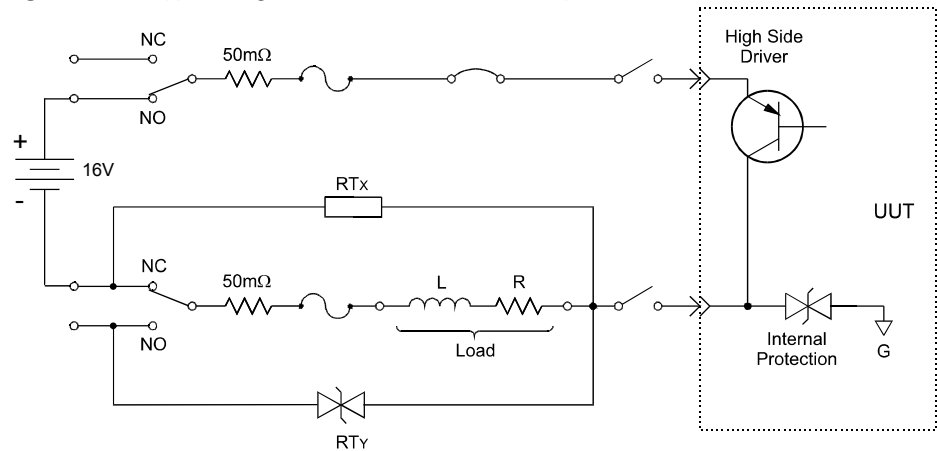 NC
50mΩ
NO
High Side
Driver
+
16V
-
RTX
UUT
NC
50mΩ
L
R
NO
Load
Internal
Protection
G
RTY